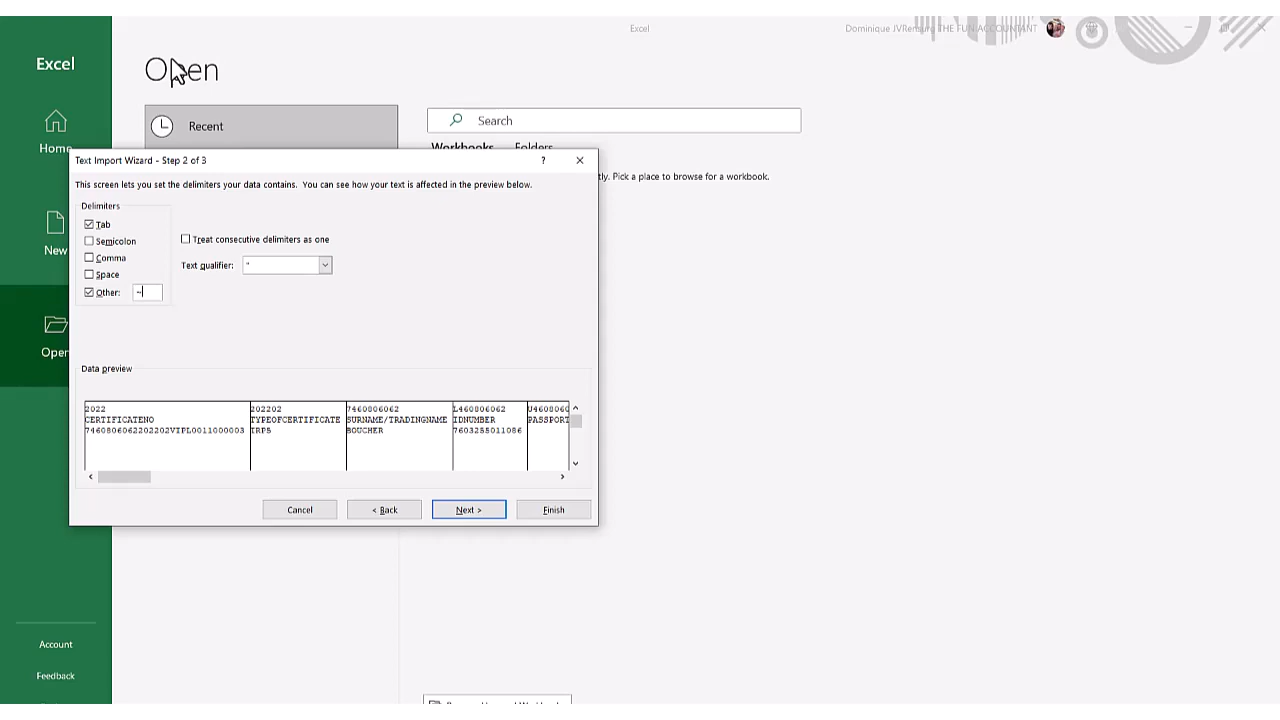 Excel
Dominique JVRemburg THE FUN ACCOUNTANT
Excel
Open
Recent
Search
Home
Workbooks Folders
Text Import Wizard - Step 2 of 3
?
tly. Pick a place to browse for a workbook.
This screen lets you set the delimiters your data contains. You can see how your text is affected in the preview below.
Delimiters
Tab
Semicolon
Comma
Space
Other: ~
Treat consecutive delimiters as one
Text qualifier: "
New
Open
Data preview
2022 202202 7460806062 L460806062 U460806
CERTIFICATENO TYPEOFCERTIFICATE SURNAME/TRADINGNAME IDNUMBER PASSPORT
7460806062202202VIPL0011000003 IRP5 BOUCHER 7603255011086
Cancel
< Back
Next >
Finish
Account
Feedback